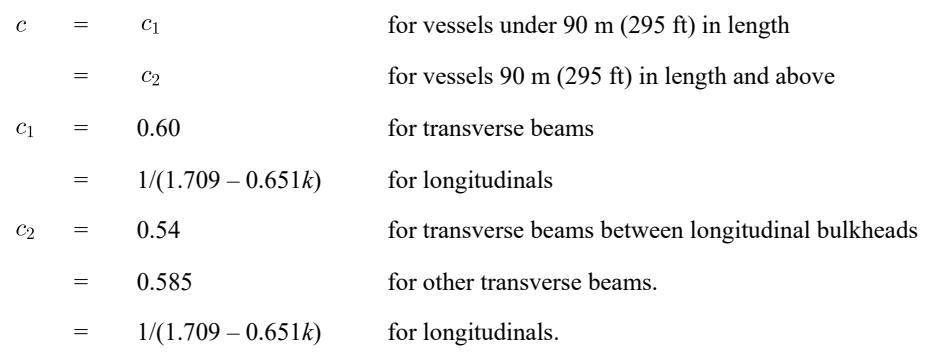 c = c₁ for vessels under 90 m (295 ft) in length
= c₂ for vessels 90 m (295 ft) in length and above
c₁ = 0.60 for transverse beams
= 1/(1.709 – 0.651k) for longitudinals
c₂ = 0.54 for transverse beams between longitudinal bulkheads
= 0.585 for other transverse beams.
= 1/(1.709 – 0.651k) for longitudinals.